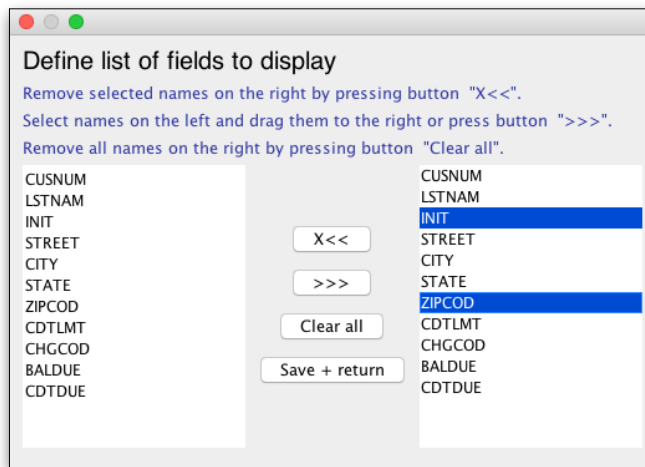 Define list of fields to display
Remove selected names on the right by pressing button "X<<".
Select names on the left and drag them to the right or press button ">>>".
Remove all names on the right by pressing button "Clear all".
CUSNUM
LSTNAM
INIT
STREET
CITY
STATE
ZIPCOD
CDTLMT
CHGCOD
BALDUE
CDTDUE
X<<
>>>
Clear all
Save + return
CUSNUM
LSTNAM
INIT
STREET
CITY
STATE
ZIPCOD
CDTLMT
CHGCOD
BALDUE
CDTDUE